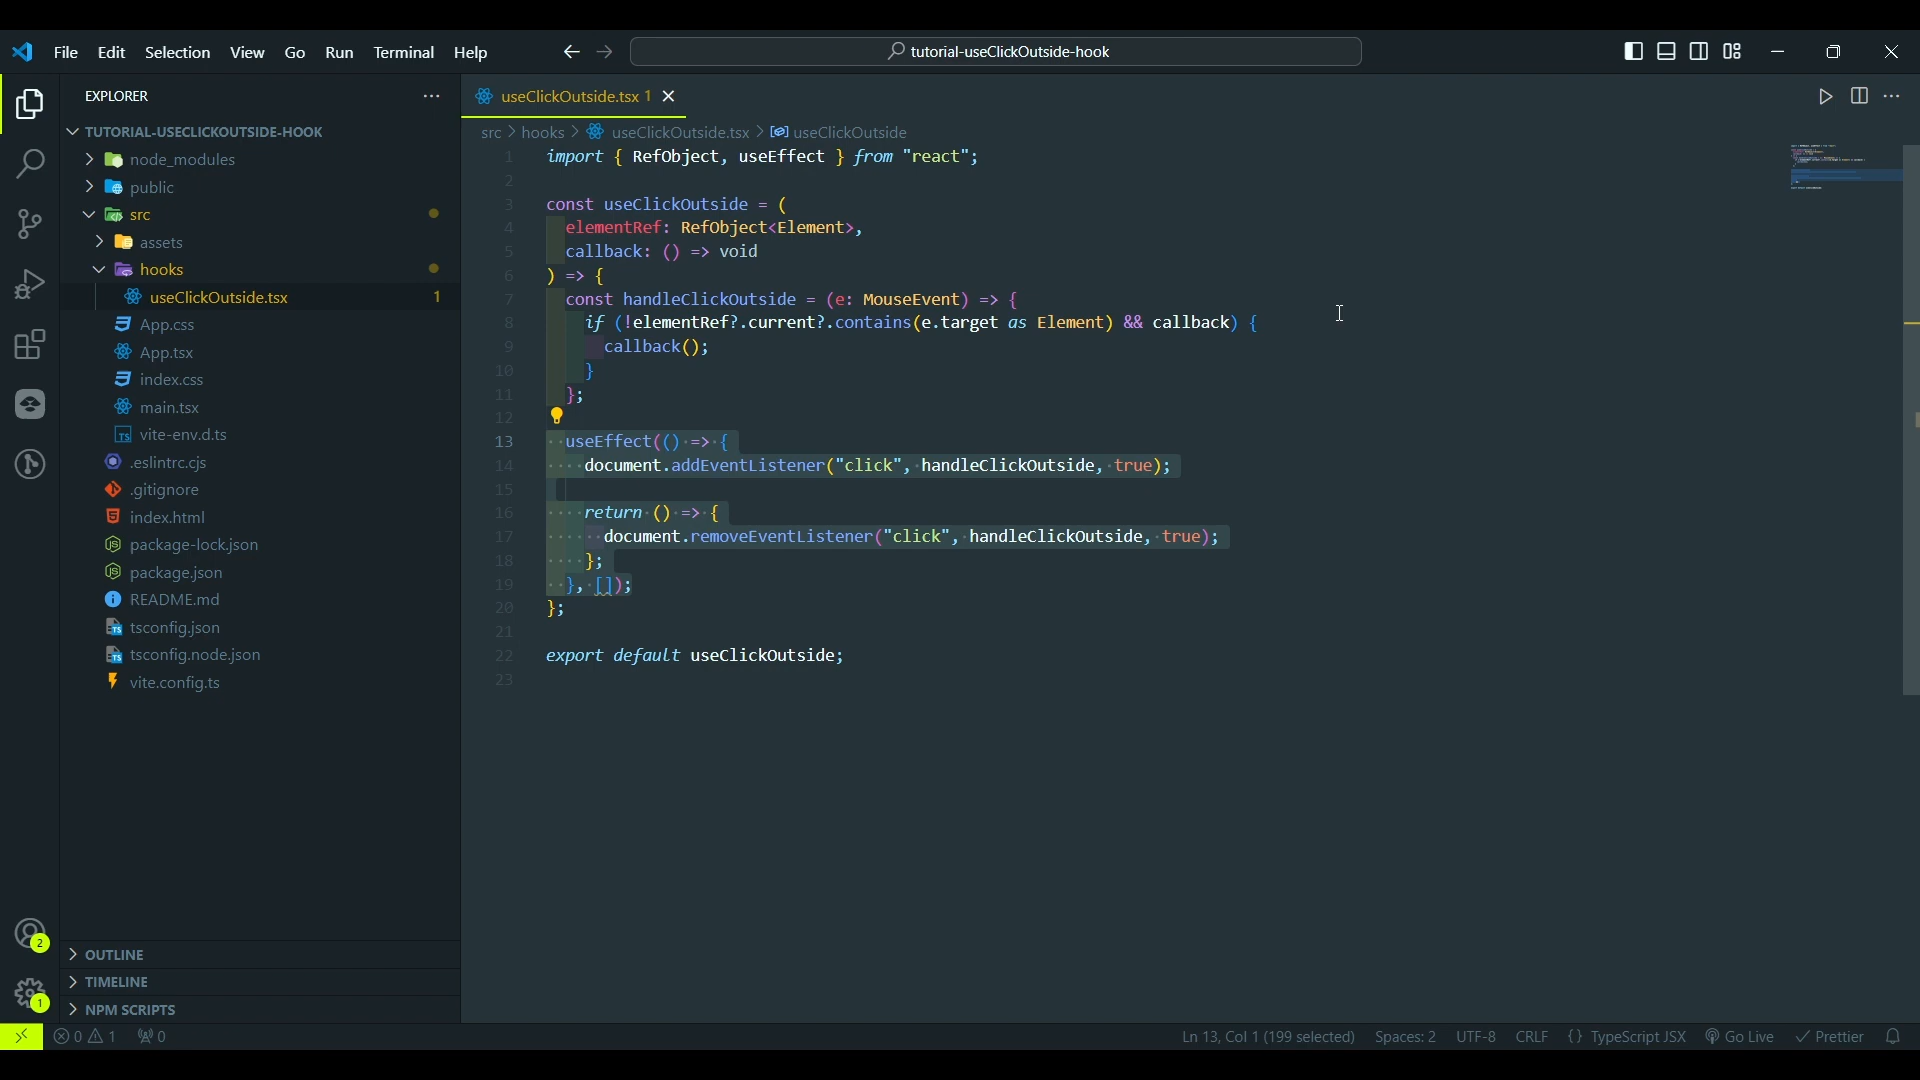 File Edit Selection View Go Run Terminal Help
tutorial-useClickOutside-hook
EXPLORER
TUTORIAL-USECLICKOUTSIDE-HOOK
node_modules
public
src
assets
hooks
useClickOutside.tsx 1
App.css
App.tsx
index.css
main.tsx
vite-env.d.ts
.eslintrc.cjs
.gitignore
index.html
package-lock.json
package.json
README.md
tsconfig.json
tsconfig.node.json
vite.config.ts
OUTLINE
TIMELINE
NPM SCRIPTS
2
1
useClickOutside.tsx 1
src > hooks > useClickOutside.tsx > useClickOutside
1 import { RefObject, useEffect } from "react";
2
3 const useClickOutside = (
4 elementRef: RefObject<Element>,
5 callback: () => void
6 ) => {
7 const handleClickOutside = (e: MouseEvent) => {
8 if (!elementRef?.current?.contains(e.target as Element) && callback) {
9 callback();
10 }
11 };
12
13 useEffect(() => {
14 document.addEventListener("click", handleClickOutside, true);
15
16 return () => {
17 document.removeEventListener("click", handleClickOutside, true);
18 };
19 }, []);
20 };
21
22 export default useClickOutside;
23
0 1 0
Ln 13, Col 1 (199 selected) Spaces: 2 UTF-8 CRLF {} TypeScript JSX Go Live Prettier